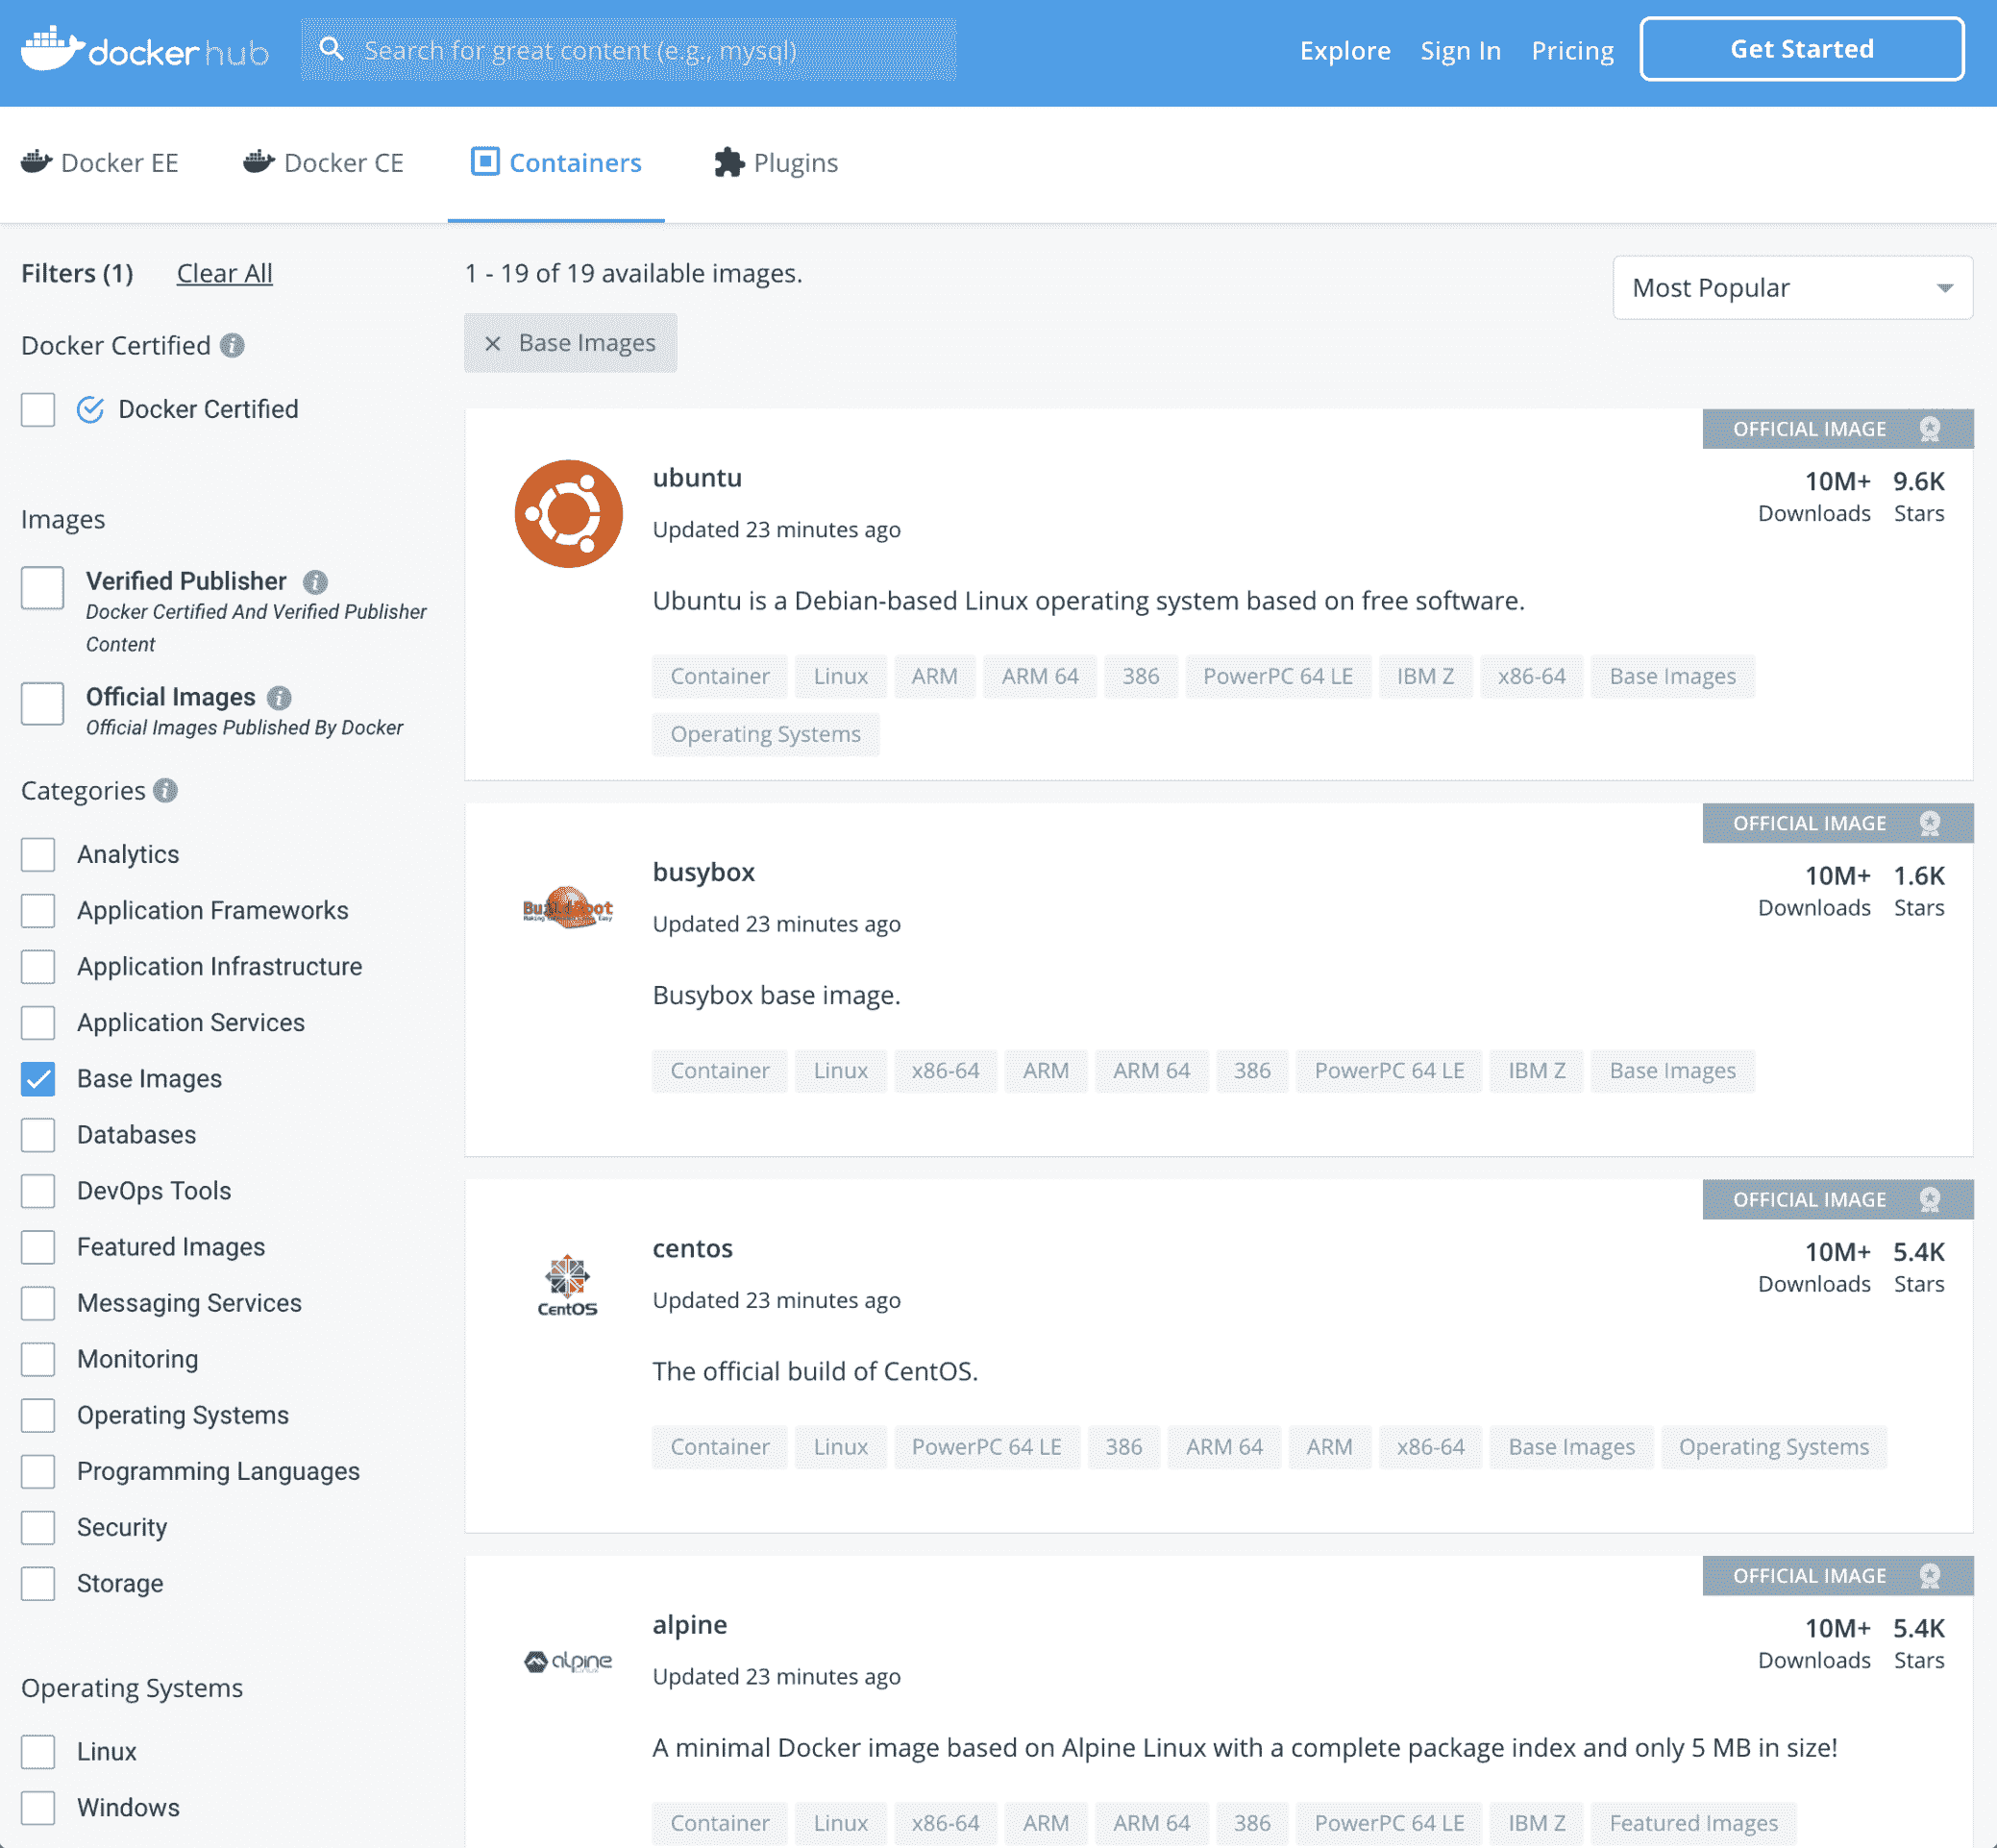 docker hub
Search for great content (e.g., mysql)
Explore Sign In Pricing Get Started
Docker EE Docker CE Containers Plugins
Filters (1) Clear All
Docker Certified
Docker Certified
Images
Verified Publisher
Docker Certified And Verified Publisher
Content
Official Images
Official Images Published By Docker
Categories
Analytics
Application Frameworks
Application Infrastructure
Application Services
Base Images
Databases
DevOps Tools
Featured Images
Messaging Services
Monitoring
Operating Systems
Programming Languages
Security
Storage
Operating Systems
Linux
Windows
1 - 19 of 19 available images.
Most Popular
Base Images
OFFICIAL IMAGE
ubuntu
10M+ 9.6K
Downloads Stars
Updated 23 minutes ago
Ubuntu is a Debian-based Linux operating system based on free software.
Container Linux ARM ARM 64 386 PowerPC 64 LE IBM Z x86-64 Base Images
Operating Systems
OFFICIAL IMAGE
busybox
10M+ 1.6K
Downloads Stars
Updated 23 minutes ago
Busybox base image.
Container Linux x86-64 ARM ARM 64 386 PowerPC 64 LE IBM Z Base Images
OFFICIAL IMAGE
centos
10M+ 5.4K
Downloads Stars
CentOS
Updated 23 minutes ago
The official build of CentOS.
Container Linux PowerPC 64 LE 386 ARM 64 ARM x86-64 Base Images Operating Systems
OFFICIAL IMAGE
alpine
10M+ 5.4K
Downloads Stars
alpine
Updated 23 minutes ago
A minimal Docker image based on Alpine Linux with a complete package index and only 5 MB in size!
Container Linux x86-64 ARM ARM 64 386 PowerPC 64 LE IBM Z Featured Images